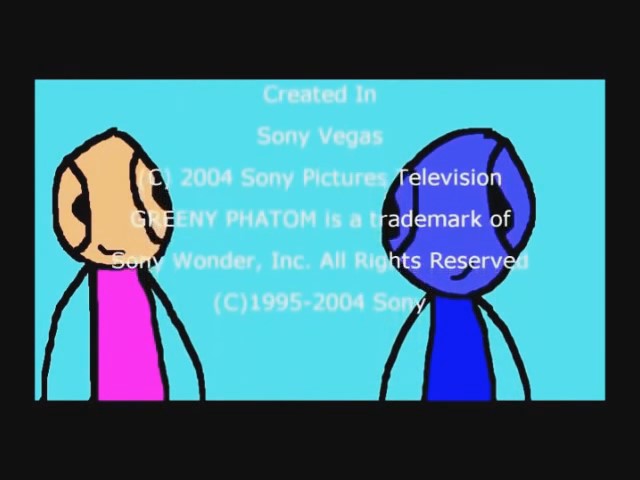 Created In
Sony Vegas
(C) 2004 Sony Pictures Television
GREENY PHATOM is a trademark of
Sony Wonder, Inc. All Rights Reserved
(C)1995-2004 Sony